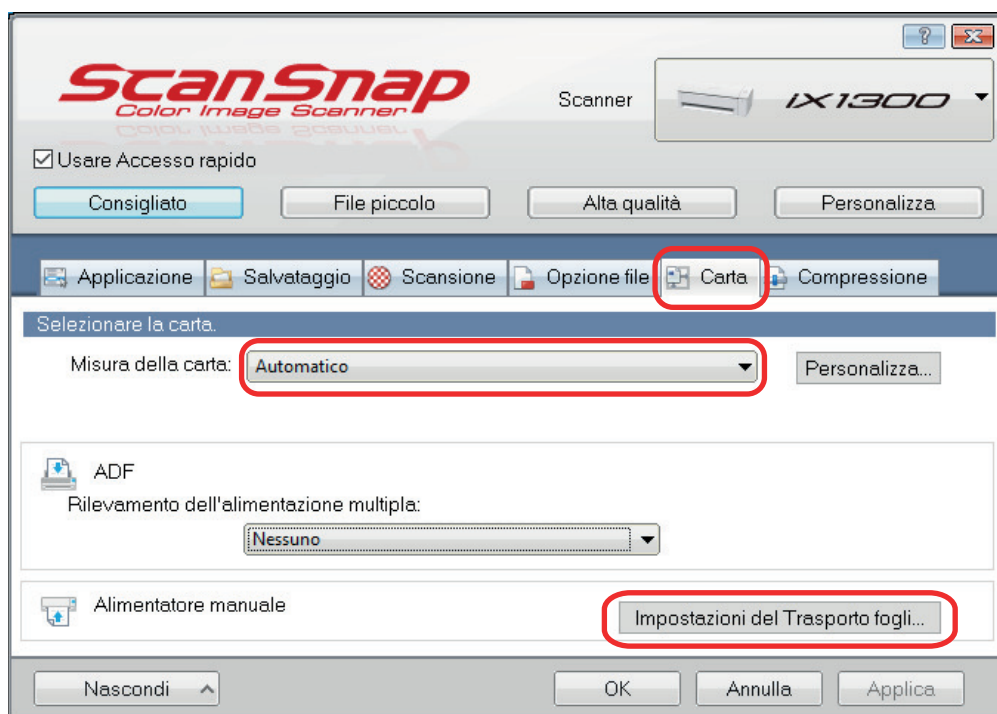 ScanSnap
Color Image Scanner
Scanner
iX1300
Usare Accesso rapido
Consigliato
File piccolo
Alta qualità
Personalizza
Applicazione
Salvataggio
Scansione
Opzione file
Carta
Compressione
Selezionare la carta.
Misura della carta:
Automatico
Personalizza...
ADF
Rilevamento dell'alimentazione multipla:
Nessuno
Alimentatore manuale
Impostazioni del Trasporto fogli...
Nascondi
OK
Annulla
Applica